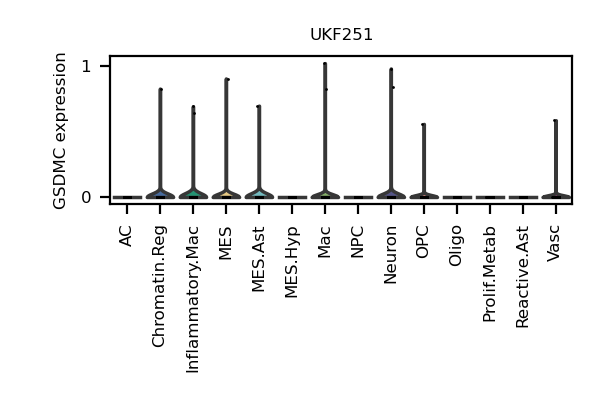 UKF251
GSDMC expression
1
0
AC
Chromatin.Reg
Inflammatory.Mac
MES
MES.Ast
MES.Hyp
Mac
NPC
Neuron
OPC
Oligo
Prolif.Metab
Reactive.Ast
Vasc